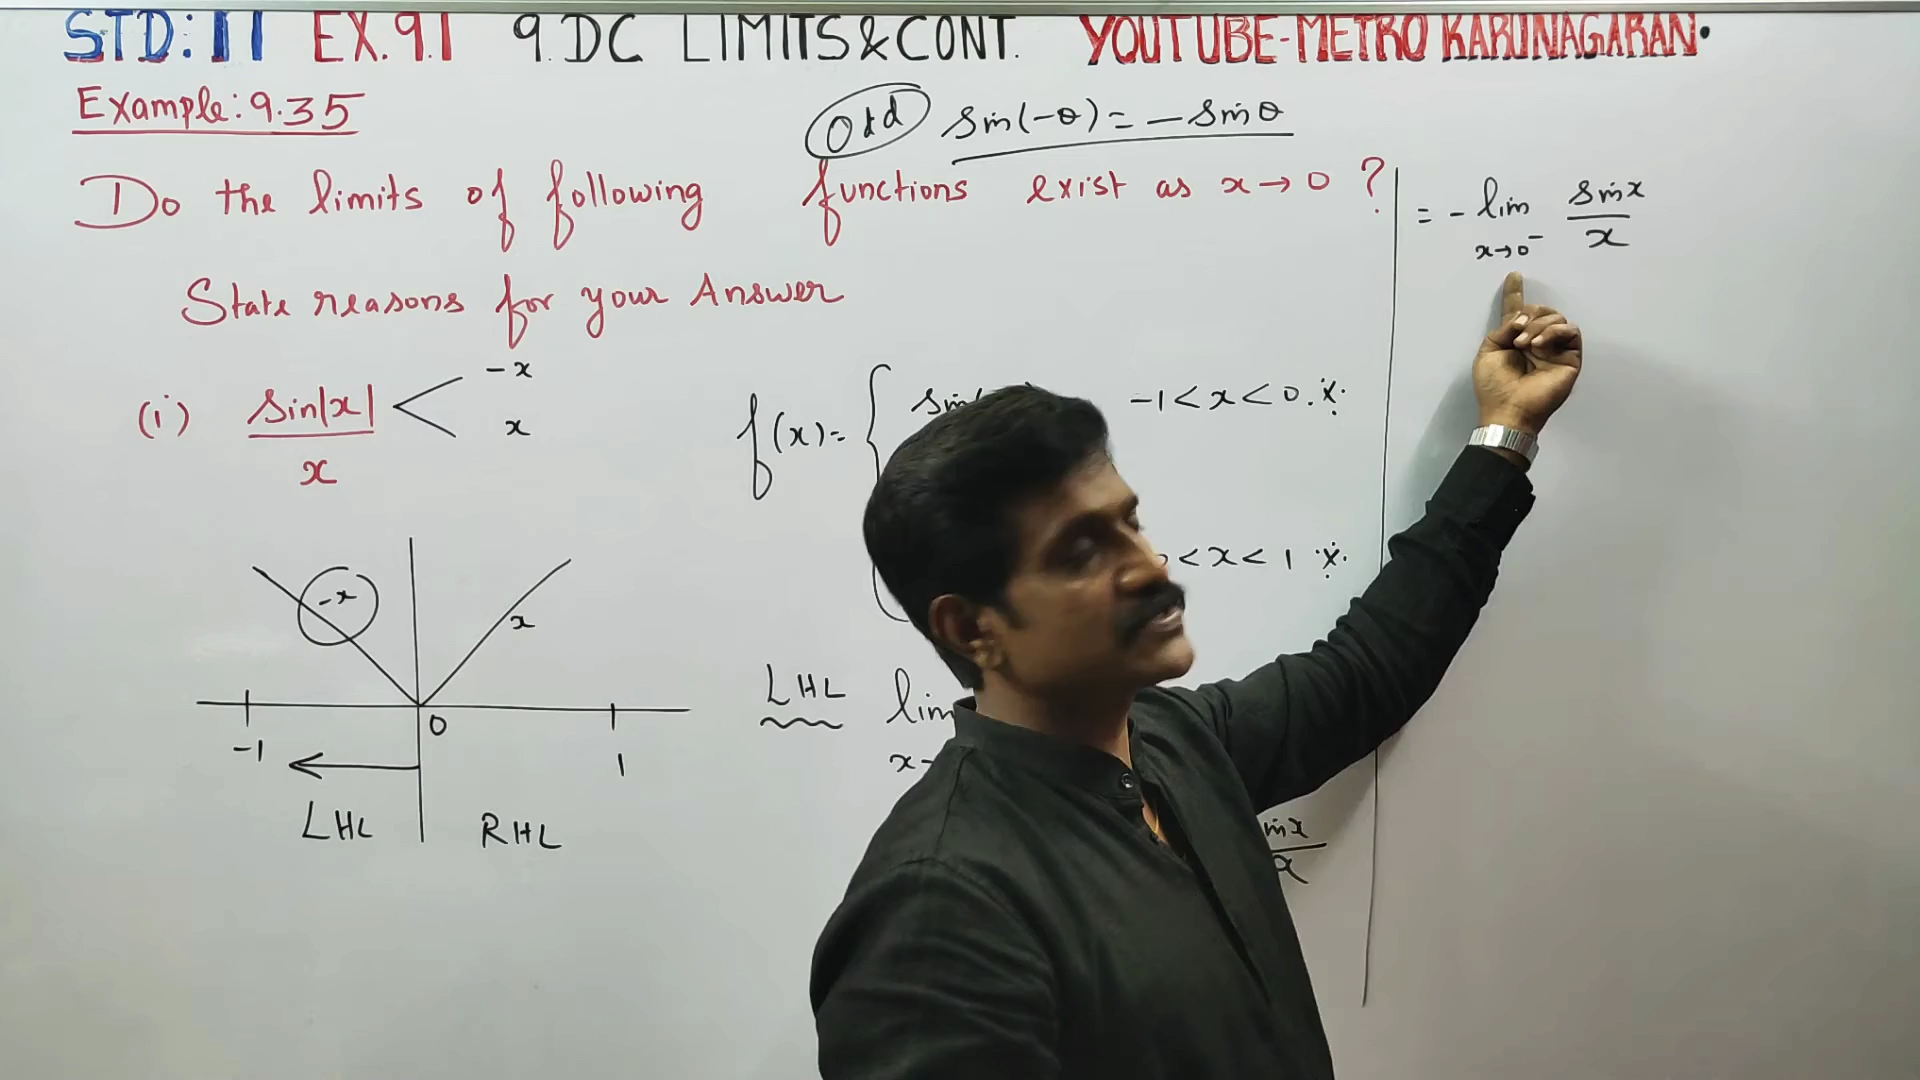 STD: 11 EX. 9.1 9. DC LIMITS & CONT. YOUTUBE-METRO KARUNAGARAN.
Example: 9.35
Odd sin(-θ) = - sinθ
Do the limits of following functions exist as x → 0 ?
State reasons for your Answer
(i) sin|x| / x < -x
x
f(x) = { sin( -1 < x < 0 .x.
< x < 1 .x.
-x
x
-1 0 1
LHL RHL
LHL lim
x-
x
= - lim x→0⁻ sinx / x